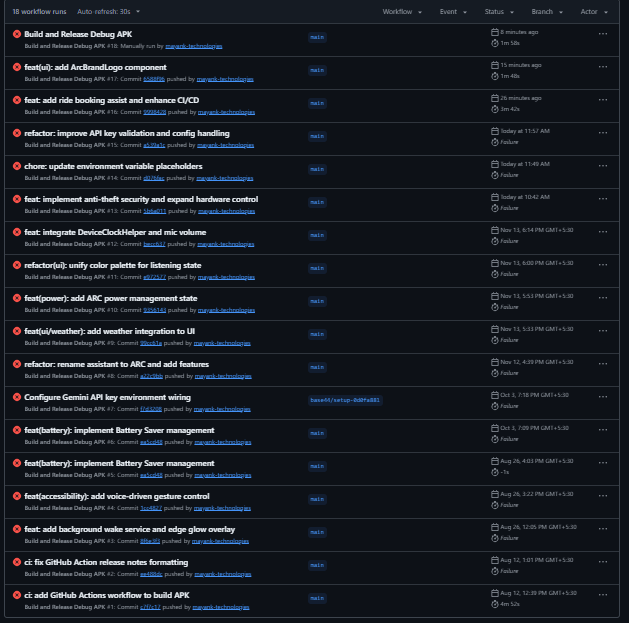 18 workflow runs Auto-refresh: 30s Workflow Event Status Branch Actor
Build and Release Debug APK main 8 minutes ago
Build and Release Debug APK #18: Manually run by mayank-technologies 1m 58s
feat(ui): add ArcBrandLogo component main 15 minutes ago
Build and Release Debug APK #17: Commit pushed by mayank-technologies 1m 48s
feat: add ride booking assist and enhance CI/CD main 26 minutes ago
Build and Release Debug APK #16: Commit 9998428 pushed by mayank-technologies 3m 42s
refactor: improve API key validation and config handling main Today at 11:57 AM
Build and Release Debug APK #15: Commit pushed by mayank-technologies Failure
chore: update environment variable placeholders main Today at 11:49 AM
Build and Release Debug APK #14: Commit pushed by mayank-technologies Failure
feat: implement anti-theft security and expand hardware control main Today at 10:42 AM
Build and Release Debug APK #13: Commit pushed by mayank-technologies Failure
feat: integrate DeviceClockHelper and mic volume main Nov 13, 6:14 PM GMT+5:30
Build and Release Debug APK #12: Commit becc637 pushed by mayank-technologies Failure
refactor(ui): unify color palette for listening state main Nov 13, 6:00 PM GMT+5:30
Build and Release Debug APK #11: Commit pushed by mayank-technologies Failure
feat(power): add ARC power management state main Nov 13, 5:53 PM GMT+5:30
Build and Release Debug APK #10: Commit 9356143 pushed by mayank-technologies Failure
feat(ui/weather): add weather integration to UI main Nov 13, 5:33 PM GMT+5:30
Build and Release Debug APK #9: Commit pushed by mayank-technologies Failure
refactor: rename assistant to ARC and add features main Nov 12, 4:39 PM GMT+5:30
Build and Release Debug APK #8: Commit pushed by mayank-technologies Failure
Configure Gemini API key environment wiring base44/setup-0d0fa881 Oct 3, 7:18 PM GMT+5:30
Build and Release Debug APK #7: Commit pushed by mayank-technologies Failure
feat(battery): implement Battery Saver management main Oct 3, 7:09 PM GMT+5:30
Build and Release Debug APK #6: Commit ea5cd48 pushed by mayank-technologies Failure
feat(battery): implement Battery Saver management main Aug 26, 4:03 PM GMT+5:30
Build and Release Debug APK #5: Commit ea5cd48 pushed by mayank-technologies -1s
feat(accessibility): add voice-driven gesture control main Aug 26, 3:22 PM GMT+5:30
Build and Release Debug APK #4: Commit 1cc4827 pushed by mayank-technologies Failure
feat: add background wake service and edge glow overlay main Aug 26, 12:05 PM GMT+5:30
Build and Release Debug APK #3: Commit pushed by mayank-technologies Failure
ci: fix GitHub Action release notes formatting main Aug 12, 1:01 PM GMT+5:30
Build and Release Debug APK #2: Commit pushed by mayank-technologies Failure
ci: add GitHub Actions workflow to build APK main Aug 12, 12:39 PM GMT+5:30
Build and Release Debug APK #1: Commit pushed by mayank-technologies 4m 52s